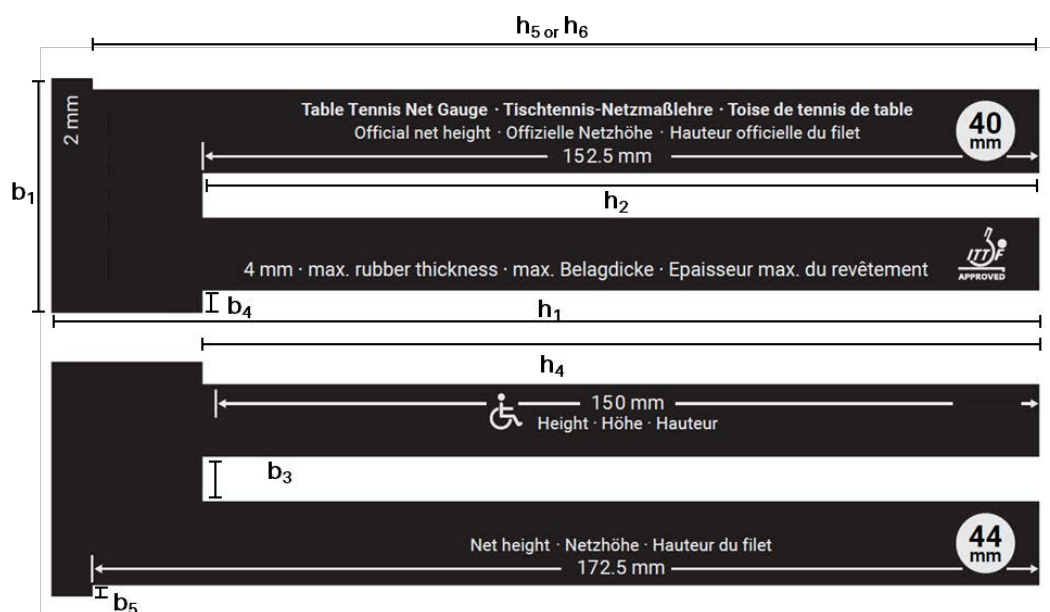 h5 or h6
2 mm
Table Tennis Net Gauge · Tischtennis-Netzmaßlehre · Toise de tennis de table
Official net height · Offizielle Netzhöhe · Hauteur officielle du filet
152.5 mm
40
mm
b1
h2
4 mm · max. rubber thickness · max. Belagdicke · Epaisseur max. du revêtement
ITTF
APPROVED
b4
h1
h4
150 mm
Height · Höhe · Hauteur
b3
Net height · Netzhöhe · Hauteur du filet
172.5 mm
44
mm
b5